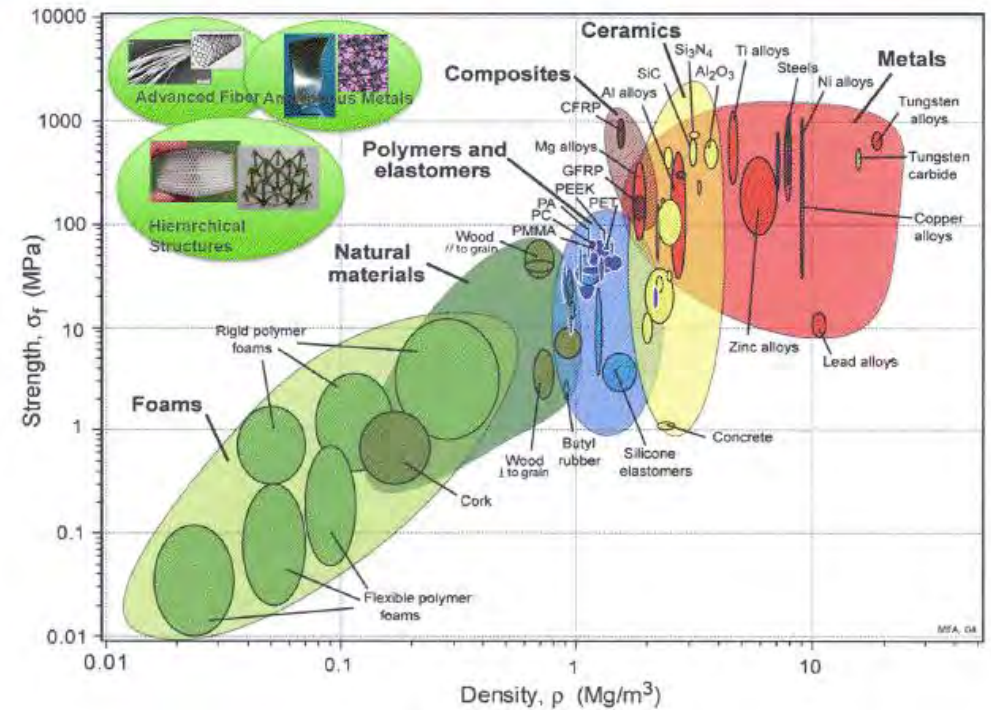 10000
1000
100
10
1
0.1
0.01
0.01
0.1
1
10
Strength, σf (MPa)
Density, ρ (Mg/m3)
Advanced Fiber
Metals
Hierarchical
Structures
Ceramics
Composites
Metals
Polymers and
elastomers
Natural
materials
Foams
Si3N4
Ti alloys
SiC
Al2O3
Steels
Ni alloys
Al alloys
CFRP
Tungsten
alloys
Mg alloys
GFRP
Tungsten
carbide
PEEK
PA
PET
PC
PMMA
Copper
alloys
Wood
// to grain
Rigid polymer
foams
Zinc alloys
Lead alloys
Concrete
Wood
⊥ to grain
Butyl
rubber
Silicone
elastomers
Cork
Flexible polymer
foams